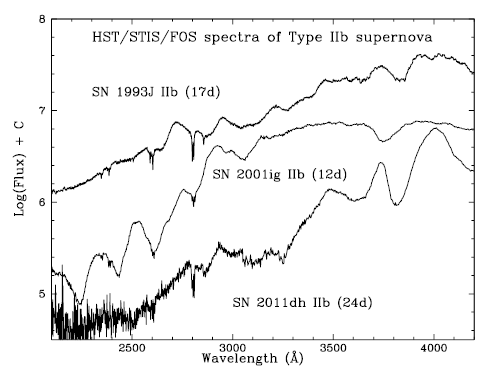 HST/STIS/FOS spectra of Type IIb supernova
SN 1993J IIb (17d)
SN 2001ig IIb (12d)
SN 2011dh IIb (24d)
Log(Flux) + C
8
7
6
5
2500 3000 3500 4000
Wavelength (Å)